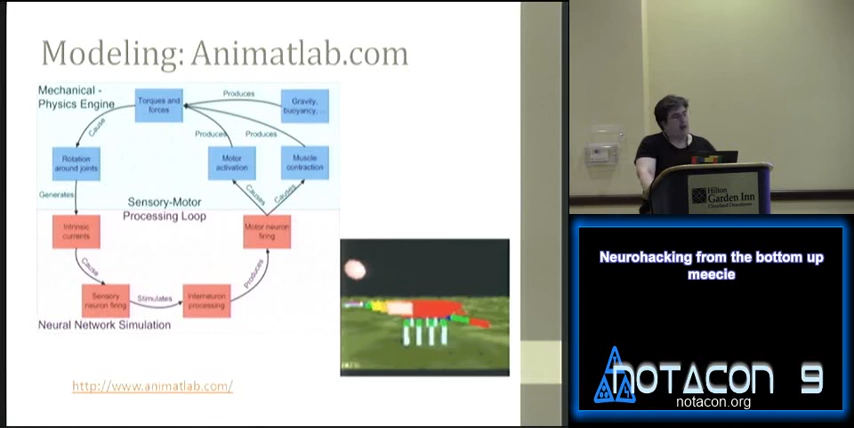 Modeling: Animatlab.com
Mechanical -
Physics Engine
Torques and
forces
Produces
Gravity,
buoyancy, ...
Cause
Produces
Produces
Rotation
around joints
Motor
activation
Muscle
contraction
Generates
Causes
Causes
Sensory-Motor
Processing Loop
Intrinsic
currents
Motor neuron
firing
Cause
Produces
Sensory
neuron firing
Stimulates
Interneuron
processing
Neural Network Simulation
http://www.animatlab.com/
Hilton
Garden Inn
Cleveland Downtown
Neurohacking from the bottom up
meecie
NOTACON 9
notacon.org